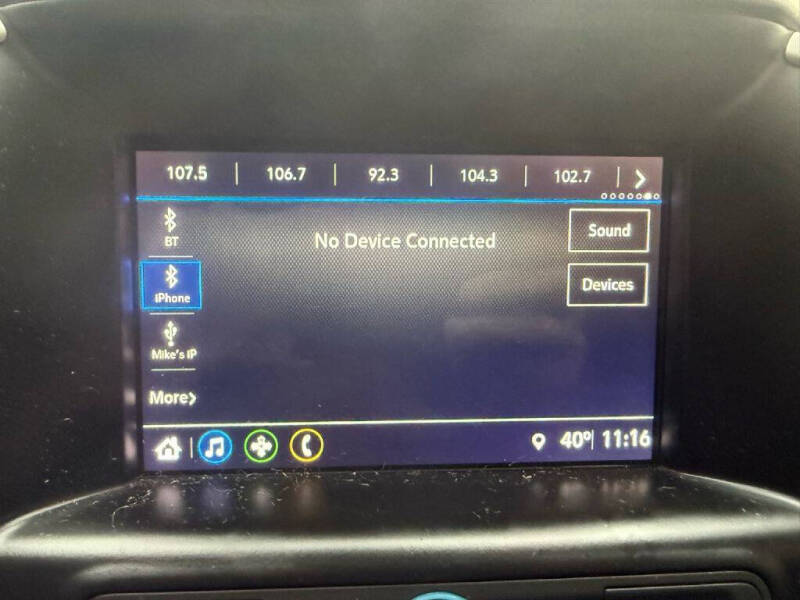 107.5 106.7 92.3 104.3 102.7
BT
No Device Connected
Sound
iPhone
Devices
Mike's IP
More>
40° 11:16